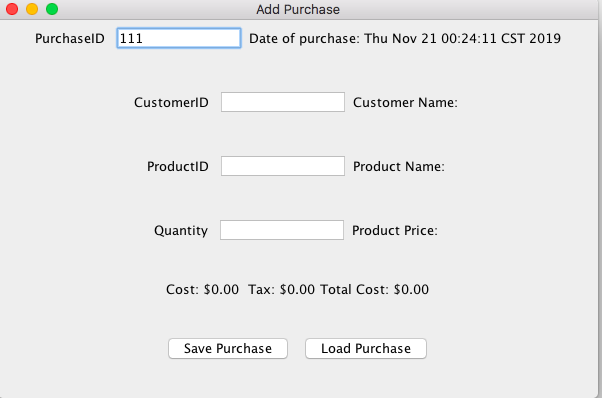 Add Purchase
PurchaseID 111 Date of purchase: Thu Nov 21 00:24:11 CST 2019
CustomerID Customer Name:
ProductID Product Name:
Quantity Product Price:
Cost: $0.00 Tax: $0.00 Total Cost: $0.00
Save Purchase Load Purchase